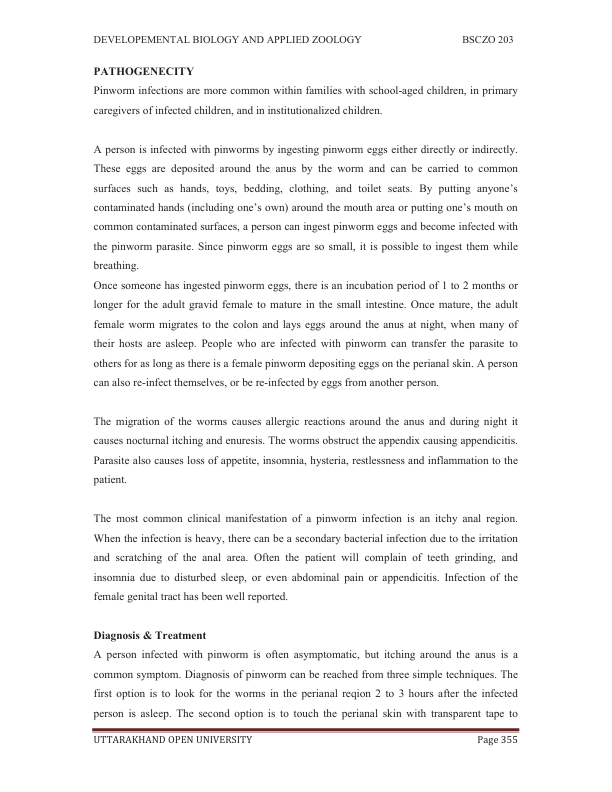 DEVELOPEMENTAL BIOLOGY AND APPLIED ZOOLOGY BSCZO 203
PATHOGENECITY
Pinworm infections are more common within families with school-aged children, in primary
caregivers of infected children, and in institutionalized children.
A person is infected with pinworms by ingesting pinworm eggs either directly or indirectly.
These eggs are deposited around the anus by the worm and can be carried to common
surfaces such as hands, toys, bedding, clothing, and toilet seats. By putting anyone’s
contaminated hands (including one’s own) around the mouth area or putting one’s mouth on
common contaminated surfaces, a person can ingest pinworm eggs and become infected with
the pinworm parasite. Since pinworm eggs are so small, it is possible to ingest them while
breathing.
Once someone has ingested pinworm eggs, there is an incubation period of 1 to 2 months or
longer for the adult gravid female to mature in the small intestine. Once mature, the adult
female worm migrates to the colon and lays eggs around the anus at night, when many of
their hosts are asleep. People who are infected with pinworm can transfer the parasite to
others for as long as there is a female pinworm depositing eggs on the perianal skin. A person
can also re-infect themselves, or be re-infected by eggs from another person.
The migration of the worms causes allergic reactions around the anus and during night it
causes nocturnal itching and enuresis. The worms obstruct the appendix causing appendicitis.
Parasite also causes loss of appetite, insomnia, hysteria, restlessness and inflammation to the
patient.
The most common clinical manifestation of a pinworm infection is an itchy anal region.
When the infection is heavy, there can be a secondary bacterial infection due to the irritation
and scratching of the anal area. Often the patient will complain of teeth grinding, and
insomnia due to disturbed sleep, or even abdominal pain or appendicitis. Infection of the
female genital tract has been well reported.
Diagnosis & Treatment
A person infected with pinworm is often asymptomatic, but itching around the anus is a
common symptom. Diagnosis of pinworm can be reached from three simple techniques. The
first option is to look for the worms in the perianal reqion 2 to 3 hours after the infected
person is asleep. The second option is to touch the perianal skin with transparent tape to
UTTARAKHAND OPEN UNIVERSITY Page 355